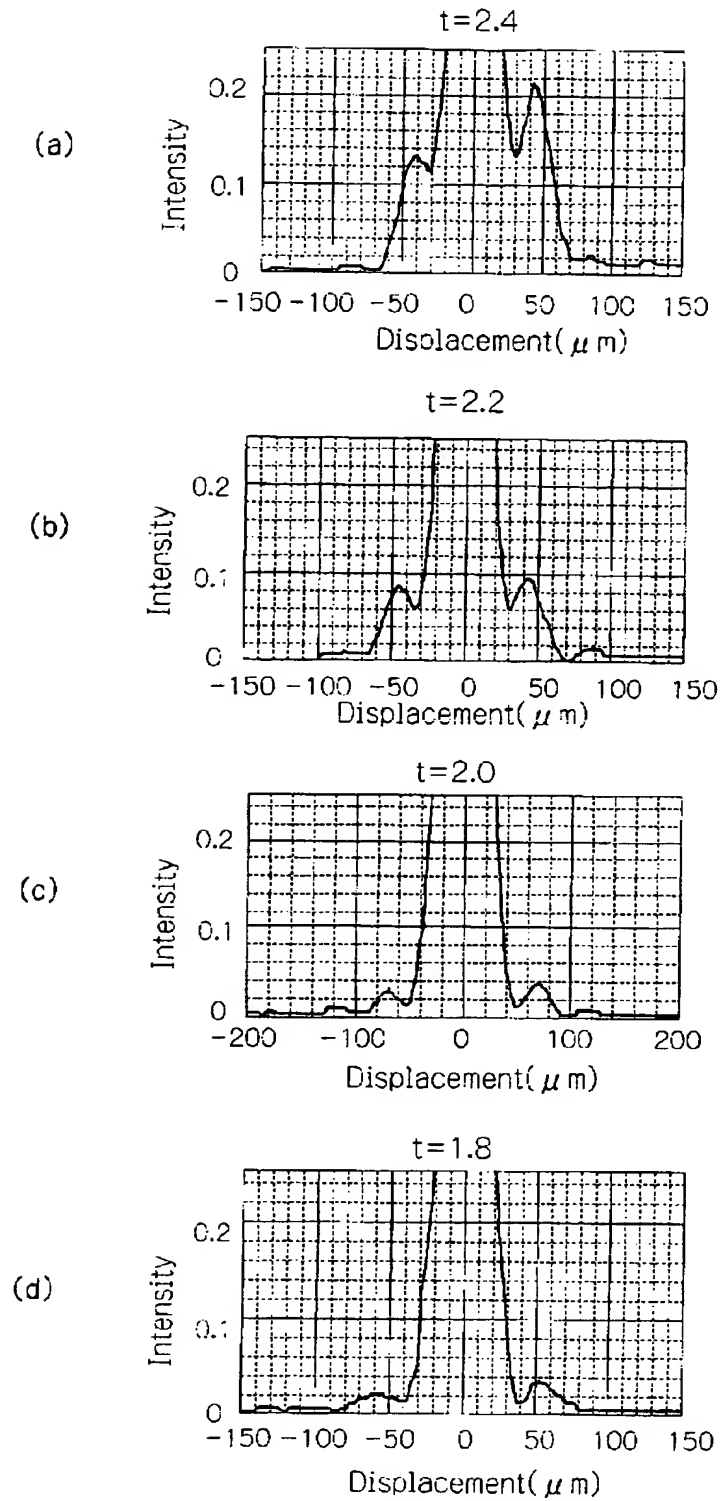 t=2.4
(a)
Intensity
0.2
0.1
0
-150 -100 -50 0 50 100 150
Displacement(μm)
t=2.2
(b)
Intensity
0.2
0.1
0
-150 -100 -50 0 50 100 150
Displacement(μm)
t=2.0
(c)
Intensity
0.2
0.1
0
-200 -100 0 100 200
Displacement(μm)
t=1.8
(d)
Intensity
0.2
0.1
0
-150 -100 -50 0 50 100 150
Displacement(μm)